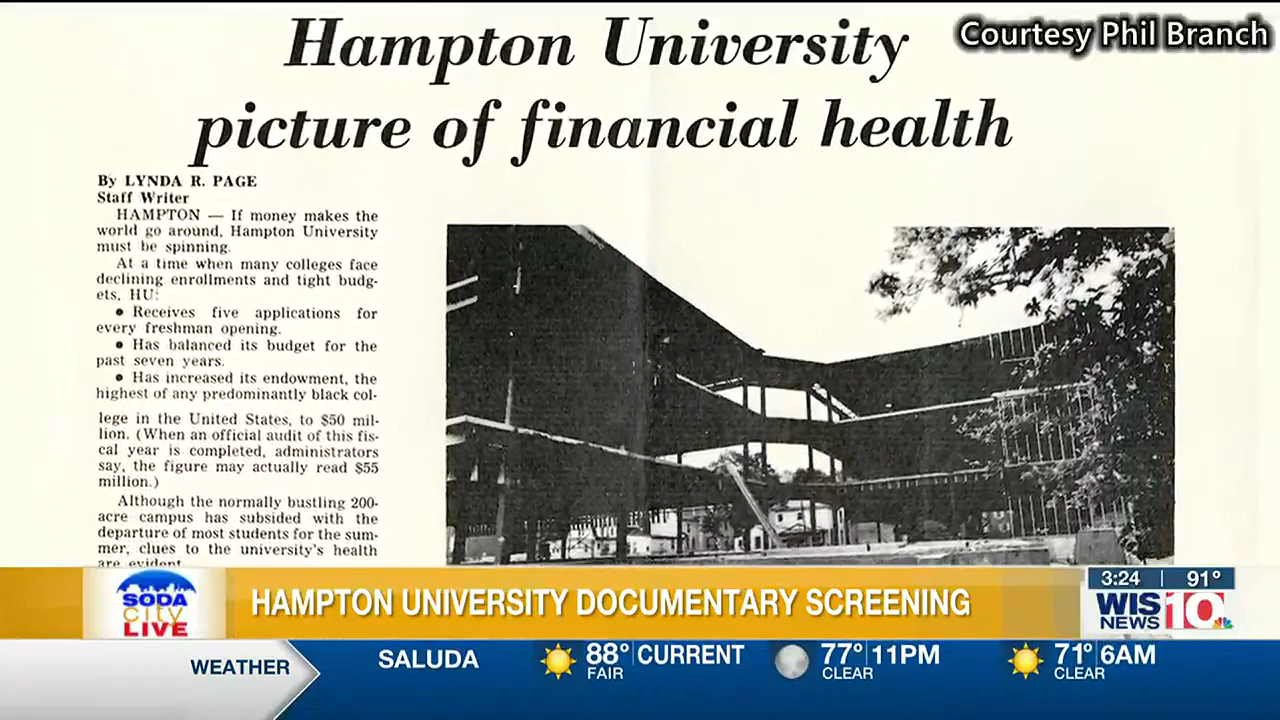 Hampton University
picture of financial health
Courtesy Phil Branch
By LYNDA R. PAGE
Staff Writer
HAMPTON — If money makes the
world go around, Hampton University
must be spinning.
At a time when many colleges face
declining enrollments and tight budg-
ets, HU:
● Receives five applications for
every freshman opening.
● Has balanced its budget for the
past seven years.
● Has increased its endowment, the
highest of any predominantly black col-
lege in the United States, to $50 mil-
lion. (When an official audit of this fis-
cal year is completed, administrators
say, the figure may actually read $55
million.)
Although the normally bustling 200-
acre campus has subsided with the
departure of most students for the sum-
mer, clues to the university's health
are evident
SODA
city
LIVE
HAMPTON UNIVERSITY DOCUMENTARY SCREENING
3:24 | 91°
WIS
NEWS 10
WEATHER
SALUDA
88° CURRENT
FAIR
77° 11PM
CLEAR
71° 6AM
CLEAR